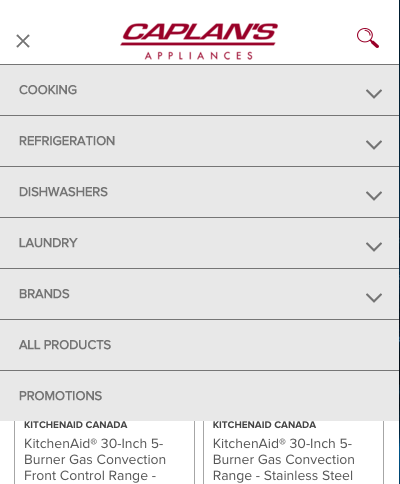 CAPLAN'S
APPLIANCES
COOKING
REFRIGERATION
DISHWASHERS
LAUNDRY
BRANDS
ALL PRODUCTS
PROMOTIONS
KITCHENAID CANADA
KitchenAid® 30-Inch 5-
Burner Gas Convection
Front Control Range -
KITCHENAID CANADA
KitchenAid® 30-Inch 5-
Burner Gas Convection
Range - Stainless Steel